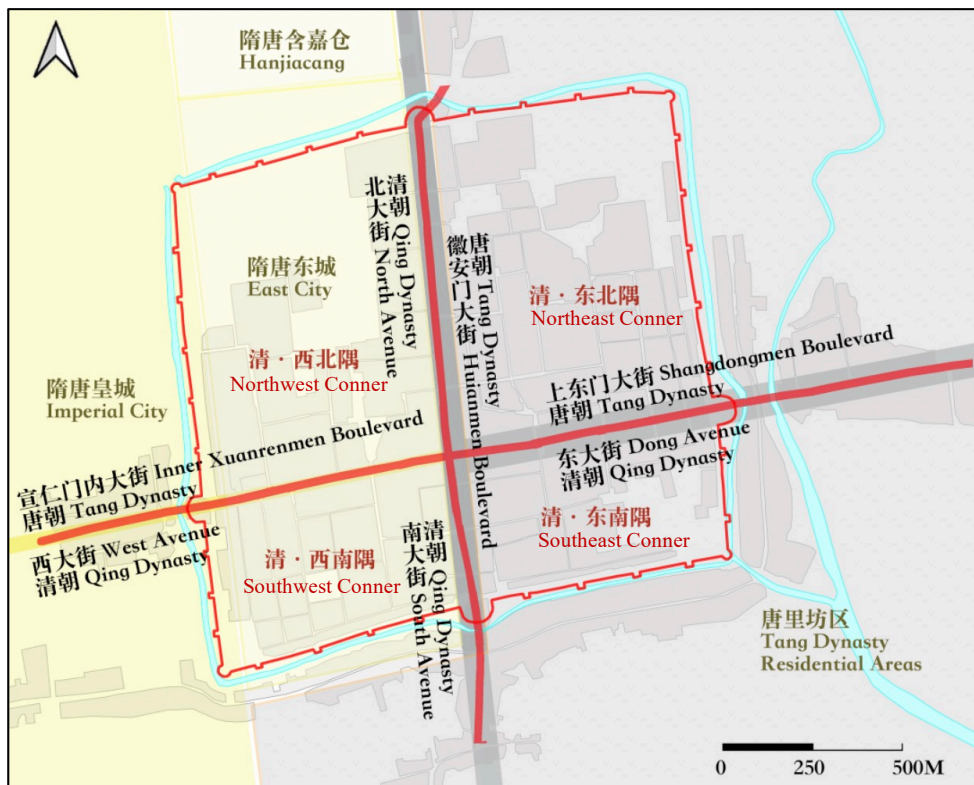 隋唐含嘉仓
Hanjiacang
清朝 Qing Dynasty
北大街 North Avenue
唐朝 Tang Dynasty
徽安门大街 Huianmen Boulevard
隋唐东城
East City
清 · 东北隅
Northeast Conner
清 · 西北隅
Northwest Conner
隋唐皇城
Imperial City
上东门大街 Shangdongmen Boulevard
唐朝 Tang Dynasty
宣仁门内大街 Inner Xuanrenmen Boulevard
唐朝 Tang Dynasty
东大街 Dong Avenue
清朝 Qing Dynasty
西大街 West Avenue
清朝 Qing Dynasty
清 · 东南隅
Southeast Conner
清 · 西南隅
Southwest Conner
清朝 Qing Dynasty
南大街 South Avenue
唐里坊区
Tang Dynasty
Residential Areas
0 250 500M